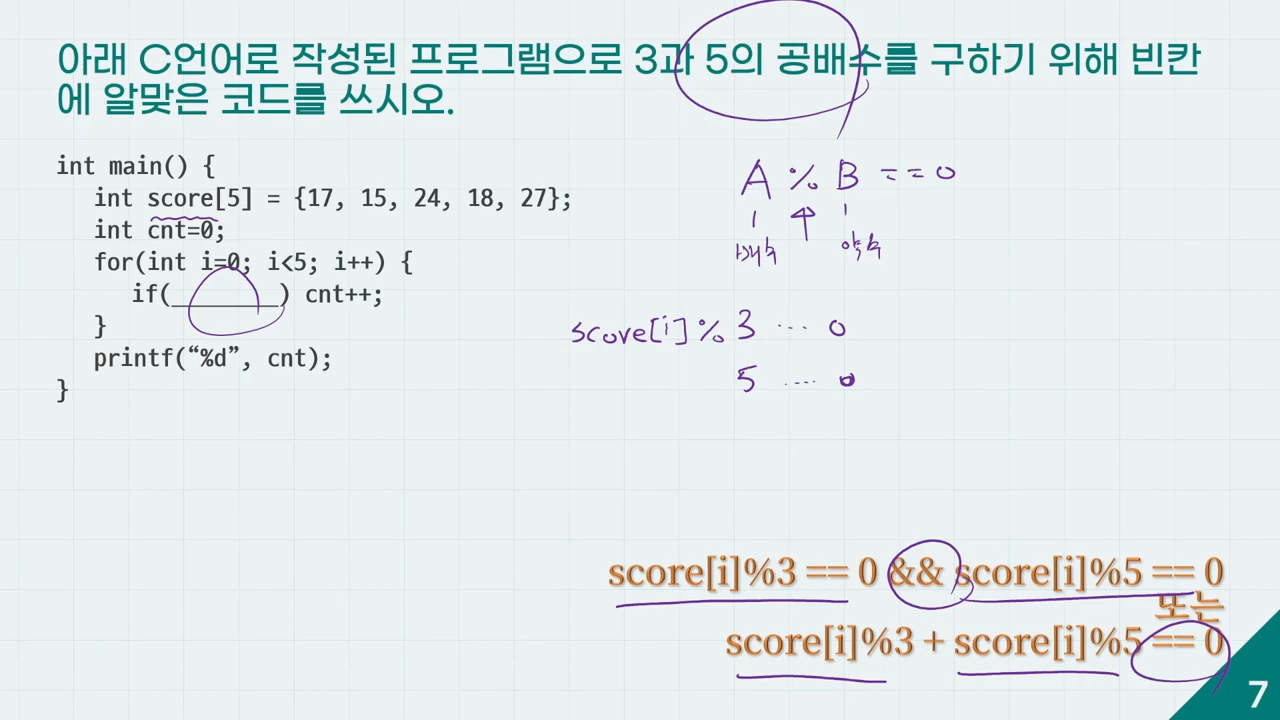 아래 C언어로 작성된 프로그램으로 3과 5의 공배수를 구하기 위해 빈칸
에 알맞은 코드를 쓰시오.
int main() {
int score[5] = {17, 15, 24, 18, 27};
int cnt=0;
for(int i=0; i<5; i++) {
if(________) cnt++;
}
printf(“%d”, cnt);
}
A % B == 0
배수 약수
score[i] % 3 ... 0
5 .... 0
score[i]%3 == 0 && score[i]%5 == 0
또는
score[i]%3 + score[i]%5 == 0
7